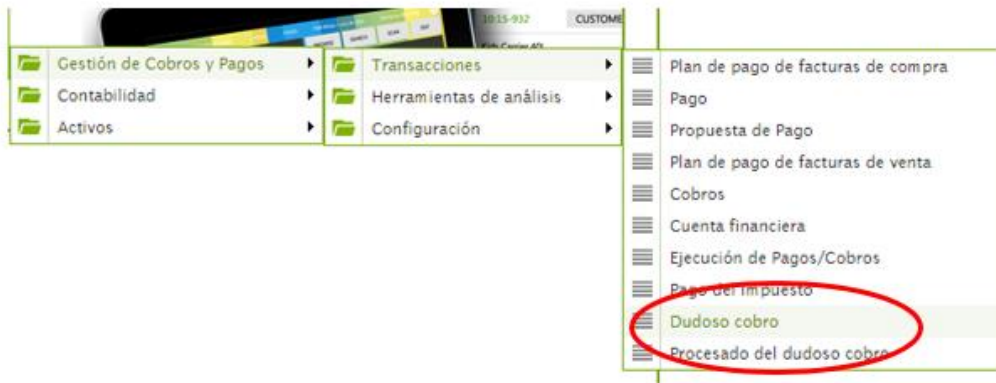 10:15-932 CUSTOME
Gestión de Cobros y Pagos
Contabilidad
Activos
Transacciones
Herramientas de análisis
Configuración
Plan de pago de facturas de compra
Pago
Propuesta de Pago
Plan de pago de facturas de venta
Cobros
Cuenta financiera
Ejecución de Pagos/Cobros
Pago del impuesto
Dudoso cobro
Procesado del dudoso cobro